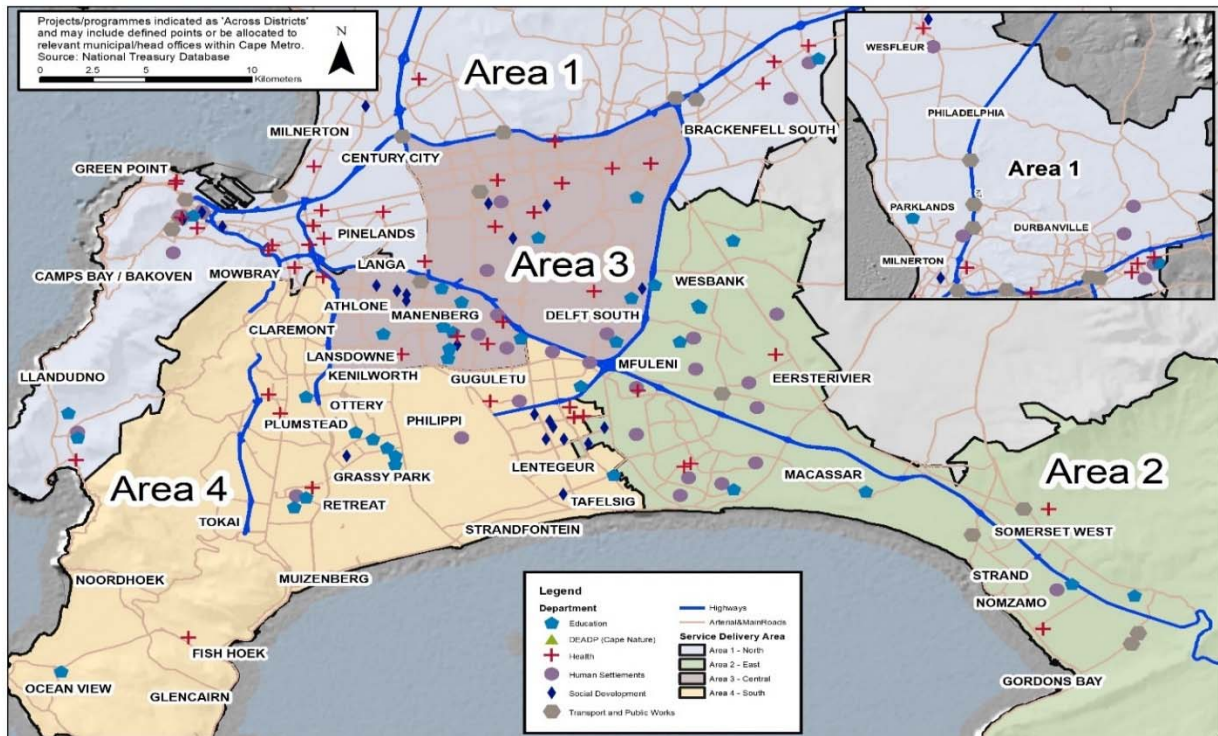 Projects/programmes indicated as 'Across Districts'
and may include defined points or be allocated to
relevant municipal/head offices within Cape Metro.
Source: National Treasury Database
0 2.5 5 10
Kilometers
N
Area 1
WESFLEUR
PHILADELPHIA
Area 1
PARKLANDS
DURBANVILLE
MILNERTON
MILNERTON
BRACKENFELL SOUTH
CENTURY CITY
GREEN POINT
PINELANDS
CAMPS BAY / BAKOVEN
MOWBRAY
LANGA
Area 3
WESBANK
ATHLONE
MANENBERG
CLAREMONT
DELFT SOUTH
LANSDOWNE
MFULENI
KENILWORTH
GUGULETU
EERSTERIVIER
LLANDUDNO
OTTERY
PLUMSTEAD
PHILIPPI
GRASSY PARK
LENTEGEUR
MACASSAR
Area 2
Area 4
RETREAT
TAFELSIG
TOKAI
STRANDFONTEIN
SOMERSET WEST
NOORDHOEK
MUIZENBERG
STRAND
NOMZAMO
FISH HOEK
OCEAN VIEW
GLENCAIRN
GORDONS BAY
Legend
Department
Education
DEADP (Cape Nature)
Health
Human Settlements
Social Development
Transport and Public Works
Highways
Arterial&MainRoads
Service Delivery Area
Area 1 - North
Area 2 - East
Area 3 - Central
Area 4 - South